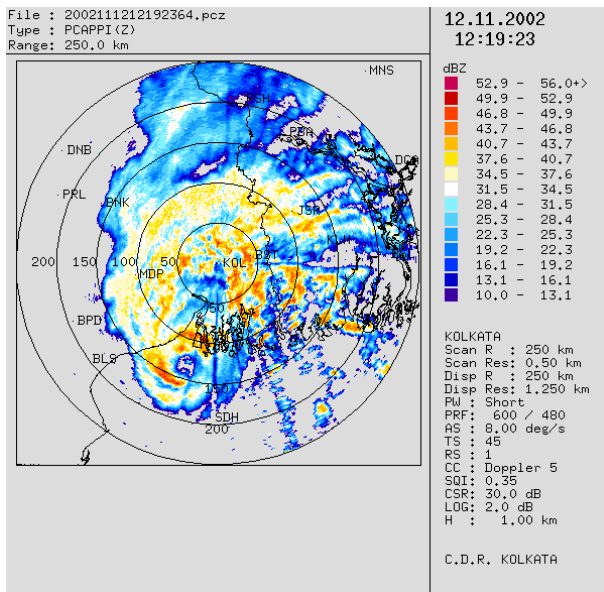 File : 2002111212192364.pcz
Type : PCAPPI(Z)
Range: 250.0 km
12.11.2002
12:19:23
dBZ
52.9 - 56.0+>
49.9 - 52.9
46.8 - 49.9
43.7 - 46.8
40.7 - 43.7
37.6 - 40.7
34.5 - 37.6
31.5 - 34.5
28.4 - 31.5
25.3 - 28.4
22.3 - 25.3
19.2 - 22.3
16.1 - 19.2
13.1 - 16.1
10.0 - 13.1
MNS
DNB
PRL
BNK
JSR
200 150 100 50
KOL
MDP
50
BPD
BLS
150
SDH
200
KOLKATA
Scan R : 250 km
Scan Res: 0.50 km
Disp R : 250 km
Disp Res: 1.250 km
PW : Short
PRF: 600 / 480
AS : 8.00 deg/s
TS : 45
RS : 1
CC : Doppler 5
SQI: 0.35
CSR: 30.0 dB
LOG: 2.0 dB
H : 1.00 km
C.D.R. KOLKATA